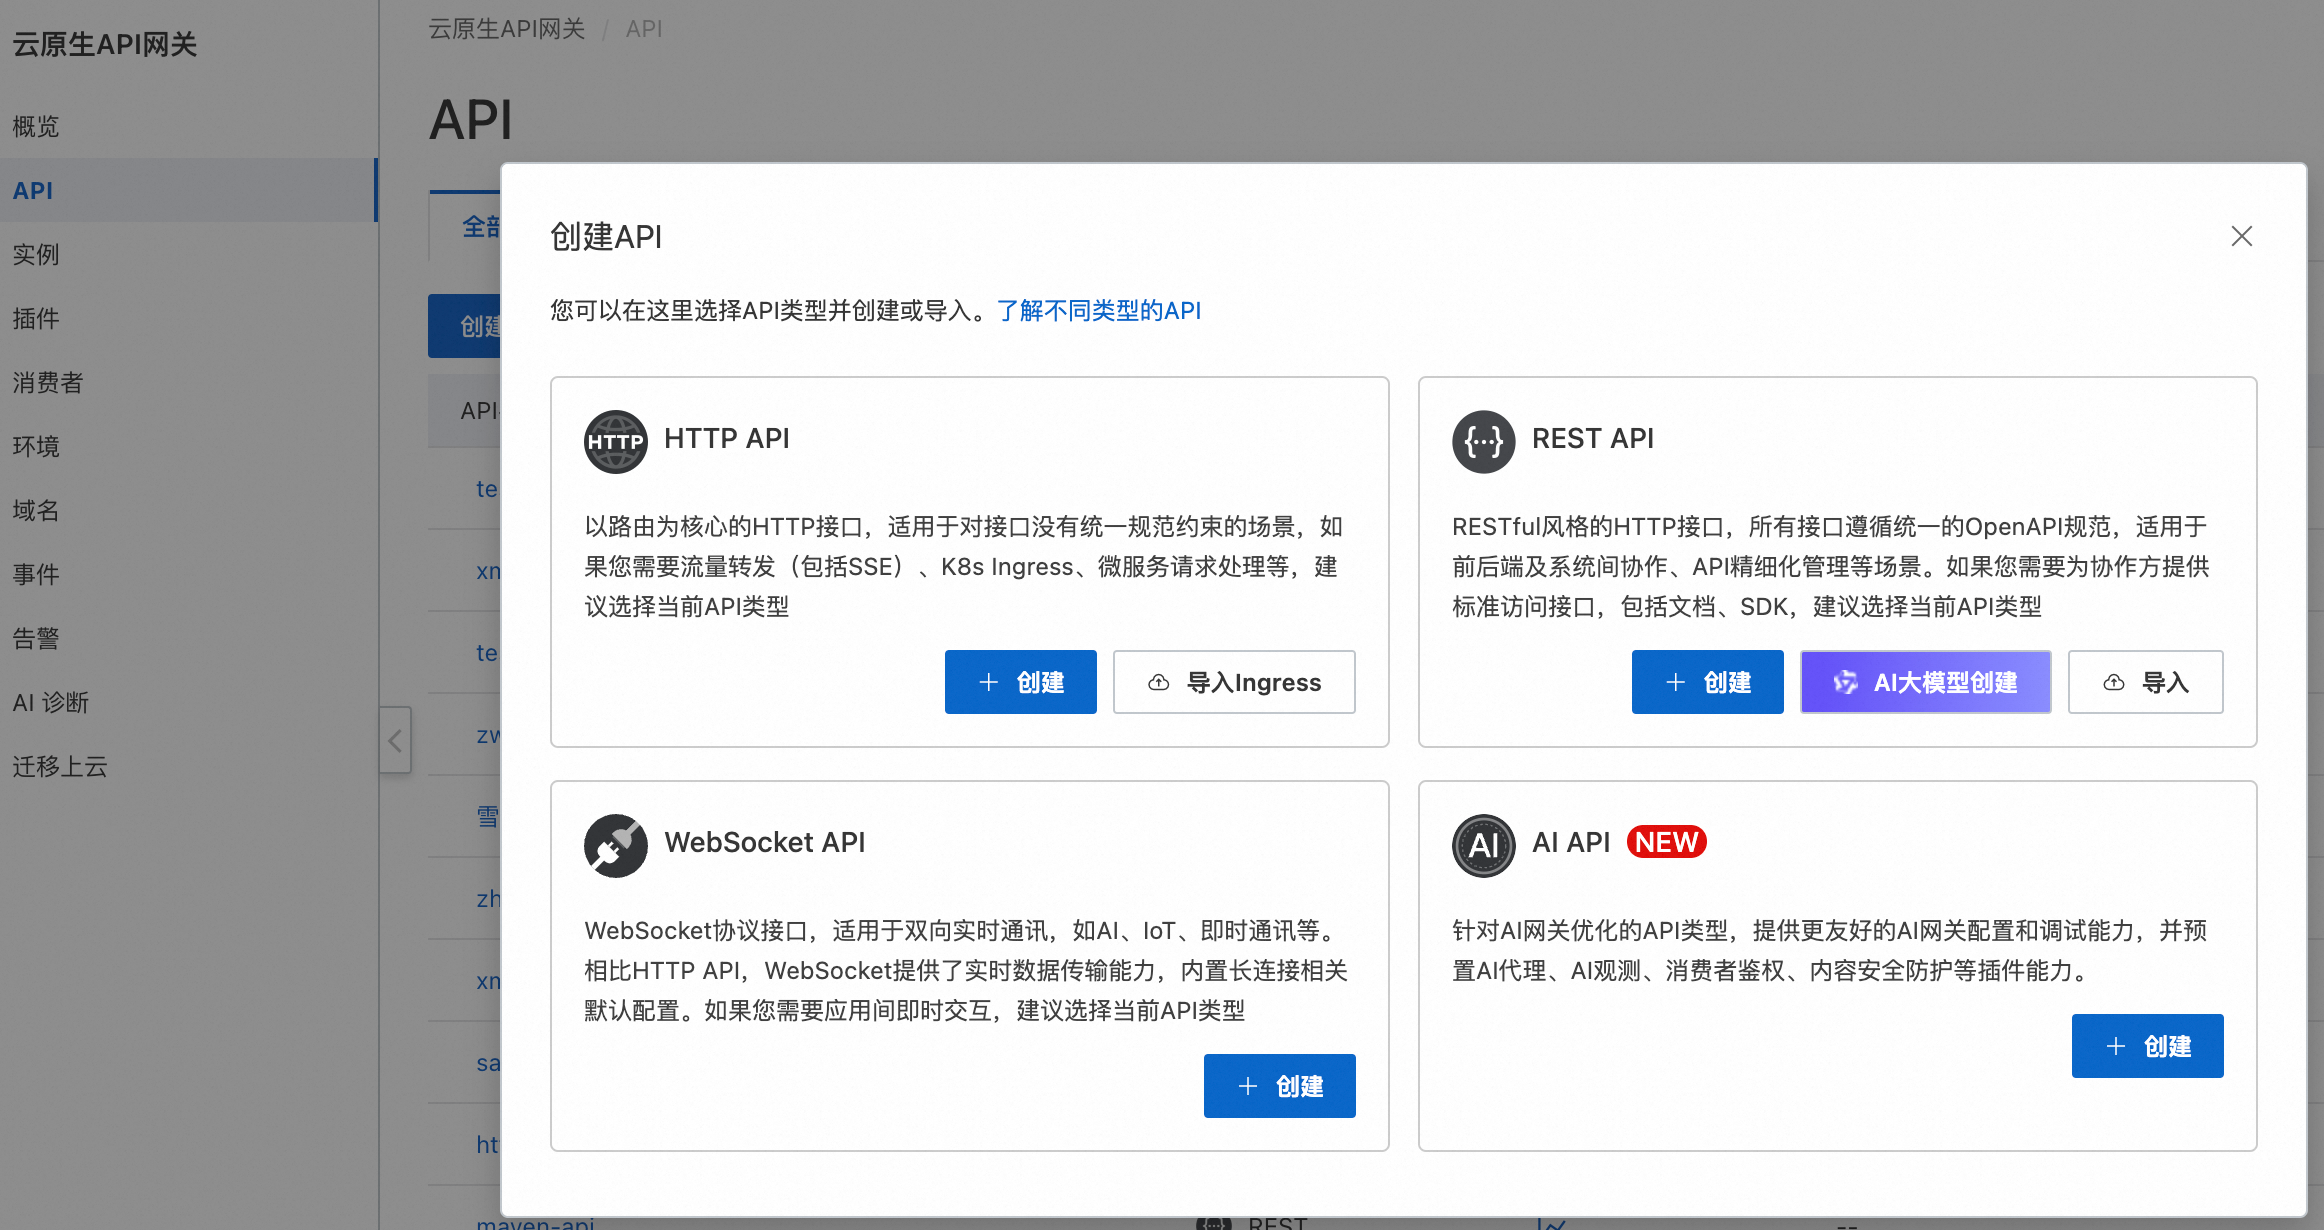 云原生API网关
概览
API
实例
插件
消费者
环境
域名
事件
告警
AI 诊断
迁移上云
云原生API网关 / API
API
全部
创建
API
te
xn
te
zw
雪
zh
xn
sa
ht
maven-api
REST
--
创建API
您可以在这里选择API类型并创建或导入。了解不同类型的API
HTTP
HTTP API
以路由为核心的HTTP接口，适用于对接口没有统一规范约束的场景，如
果您需要流量转发（包括SSE）、K8s Ingress、微服务请求处理等，建
议选择当前API类型
创建
导入Ingress
REST API
RESTful风格的HTTP接口，所有接口遵循统一的OpenAPI规范，适用于
前后端及系统间协作、API精细化管理等场景。如果您需要为协作方提供
标准访问接口，包括文档、SDK，建议选择当前API类型
创建
AI大模型创建
导入
WebSocket API
WebSocket协议接口，适用于双向实时通讯，如AI、IoT、即时通讯等。
相比HTTP API，WebSocket提供了实时数据传输能力，内置长连接相关
默认配置。如果您需要应用间即时交互，建议选择当前API类型
创建
AI
AI API NEW
针对AI网关优化的API类型，提供更友好的AI网关配置和调试能力，并预
置AI代理、AI观测、消费者鉴权、内容安全防护等插件能力。
创建